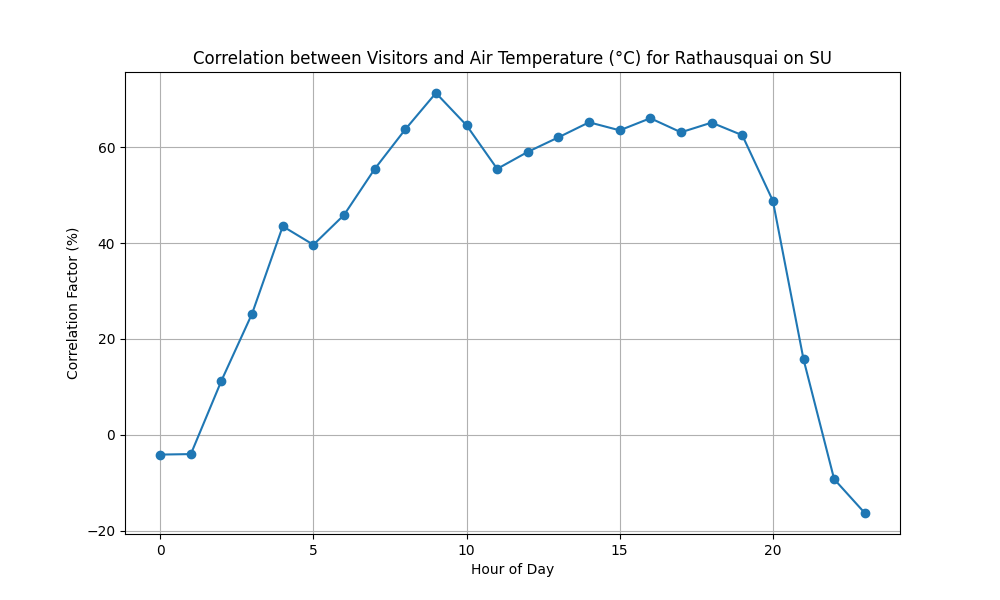 Correlation between Visitors and Air Temperature (°C) for Rathausquai on SU
Correlation Factor (%)
60
40
20
0
−20
0 5 10 15 20
Hour of Day